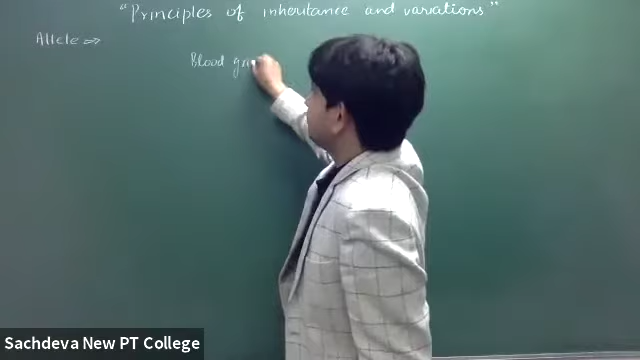 "Principles of inheritance and variations"
Allele ⇒
Blood gro
Sachdeva New PT College